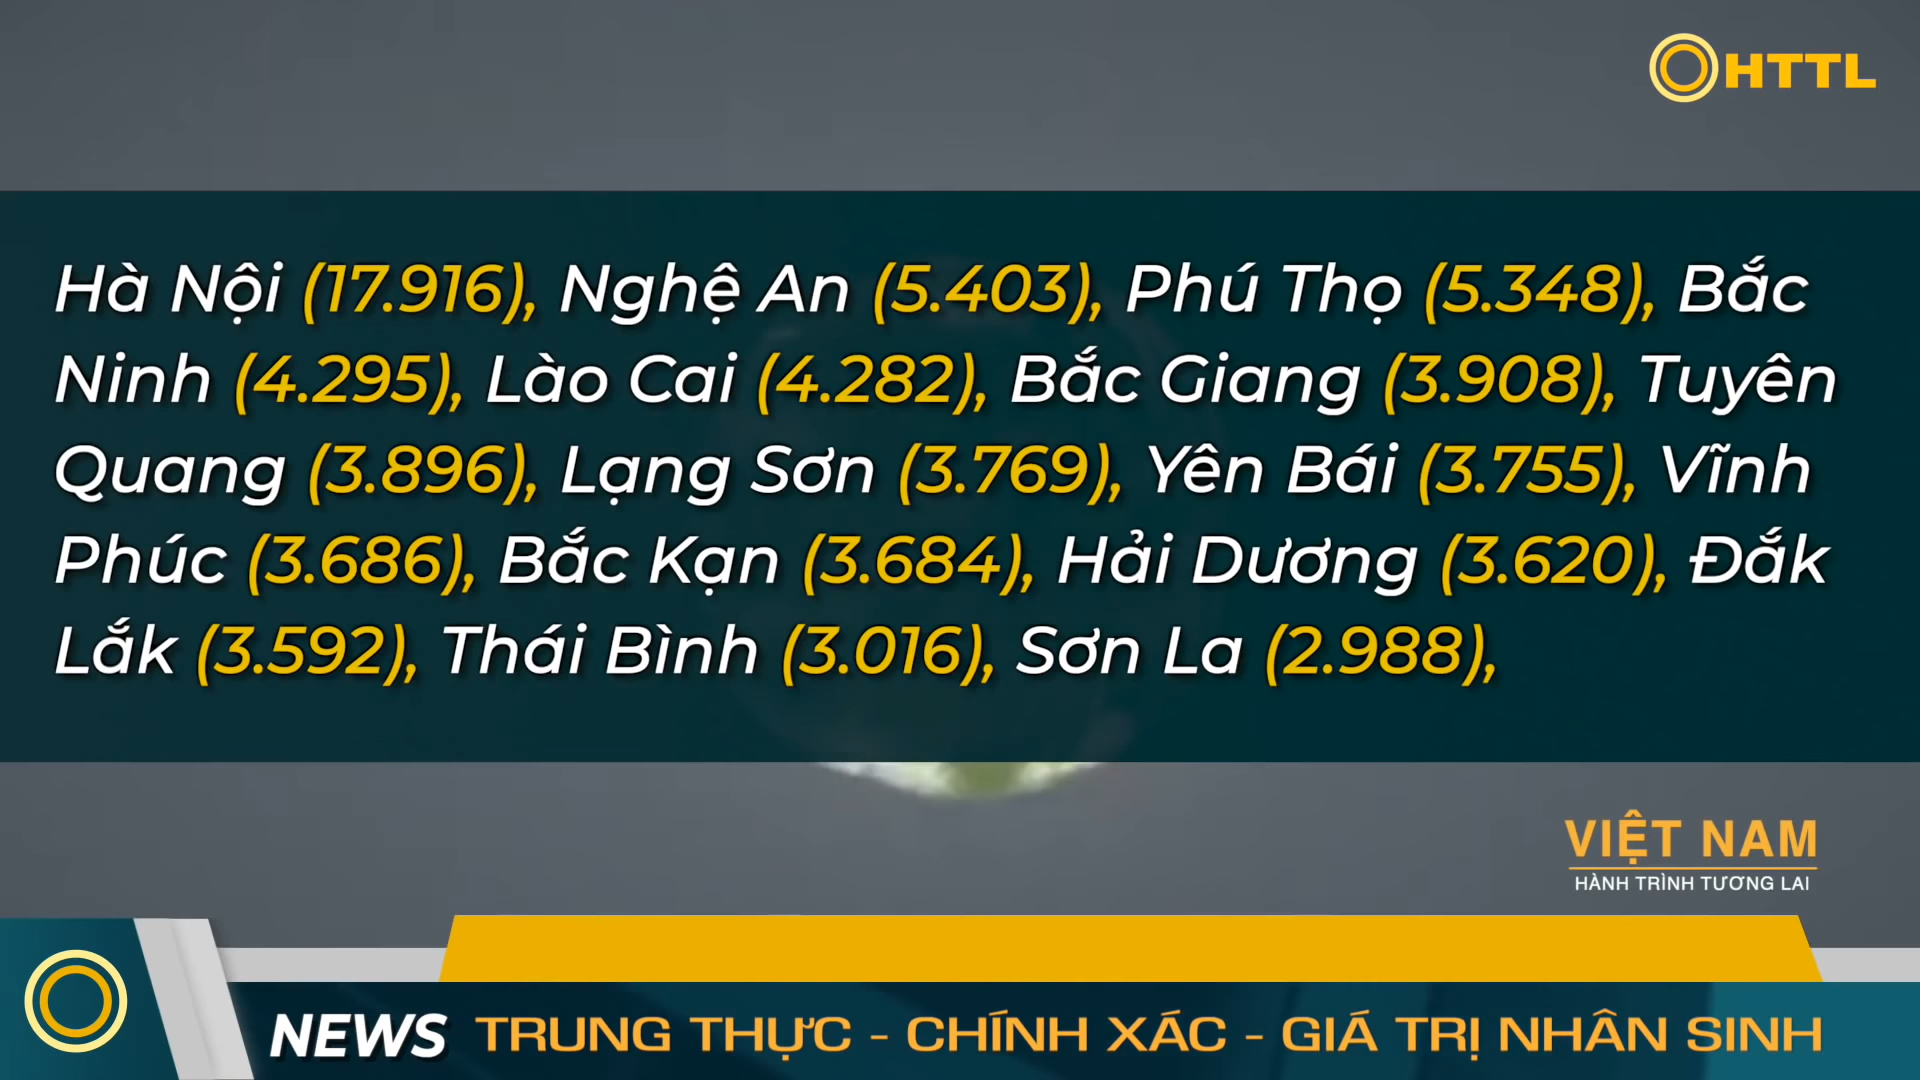 HTTL
Hà Nội (17.916), Nghệ An (5.403), Phú Thọ (5.348), Bắc
Ninh (4.295), Lào Cai (4.282), Bắc Giang (3.908), Tuyên
Quang (3.896), Lạng Sơn (3.769), Yên Bái (3.755), Vĩnh
Phúc (3.686), Bắc Kạn (3.684), Hải Dương (3.620), Đắk
Lắk (3.592), Thái Bình (3.016), Sơn La (2.988),
VIỆT NAM
HÀNH TRÌNH TƯƠNG LAI
NEWS TRUNG THỰC - CHÍNH XÁC - GIÁ TRỊ NHÂN SINH